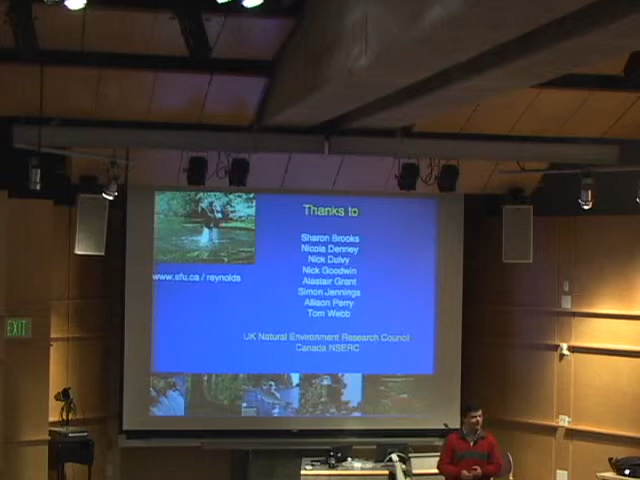 Thanks to
Sharon Brooks
Nicola Denney
Nick Dulvy
Nick Goodwin
Alastair Grant
Simon Jennings
Allison Perry
Tom Webb
www.sfu.ca / reynolds
UK Natural Environment Research Council
Canada NSERC
EXIT